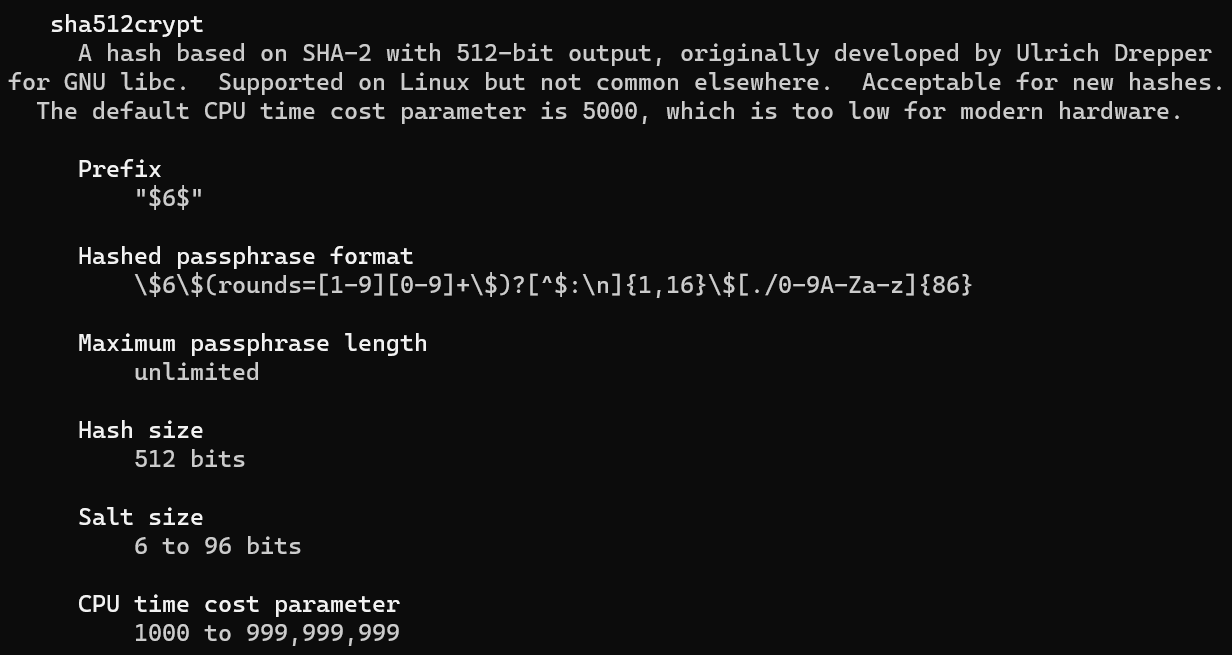 sha512crypt
A hash based on SHA-2 with 512-bit output, originally developed by Ulrich Drepper
for GNU libc.  Supported on Linux but not common elsewhere.  Acceptable for new hashes.
The default CPU time cost parameter is 5000, which is too low for modern hardware.
Prefix
"$6$"
Hashed passphrase format
\$6\$(rounds=[1-9][0-9]+\$)?[^$:\n]{1,16}\$[./0-9A-Za-z]{86}
Maximum passphrase length
unlimited
Hash size
512 bits
Salt size
6 to 96 bits
CPU time cost parameter
1000 to 999,999,999